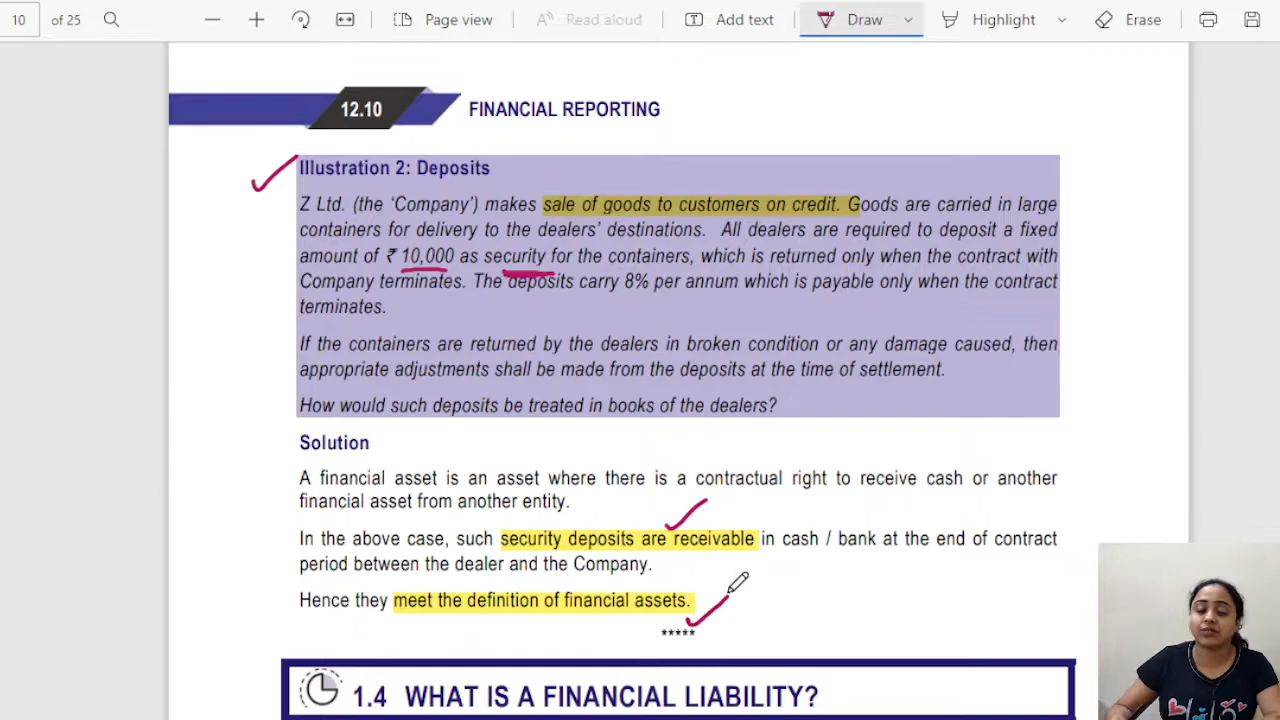 10 of 25 Page view Read aloud Add text Draw Highlight Erase
12.10 FINANCIAL REPORTING
Illustration 2: Deposits
Z Ltd. (the ‘Company’) makes sale of goods to customers on credit. Goods are carried in large
containers for delivery to the dealers’ destinations. All dealers are required to deposit a fixed
amount of ₹ 10,000 as security for the containers, which is returned only when the contract with
Company terminates. The deposits carry 8% per annum which is payable only when the contract
terminates.
If the containers are returned by the dealers in broken condition or any damage caused, then
appropriate adjustments shall be made from the deposits at the time of settlement.
How would such deposits be treated in books of the dealers?
Solution
A financial asset is an asset where there is a contractual right to receive cash or another
financial asset from another entity.
In the above case, such security deposits are receivable in cash / bank at the end of contract
period between the dealer and the Company.
Hence they meet the definition of financial assets.
*****
1.4 WHAT IS A FINANCIAL LIABILITY?